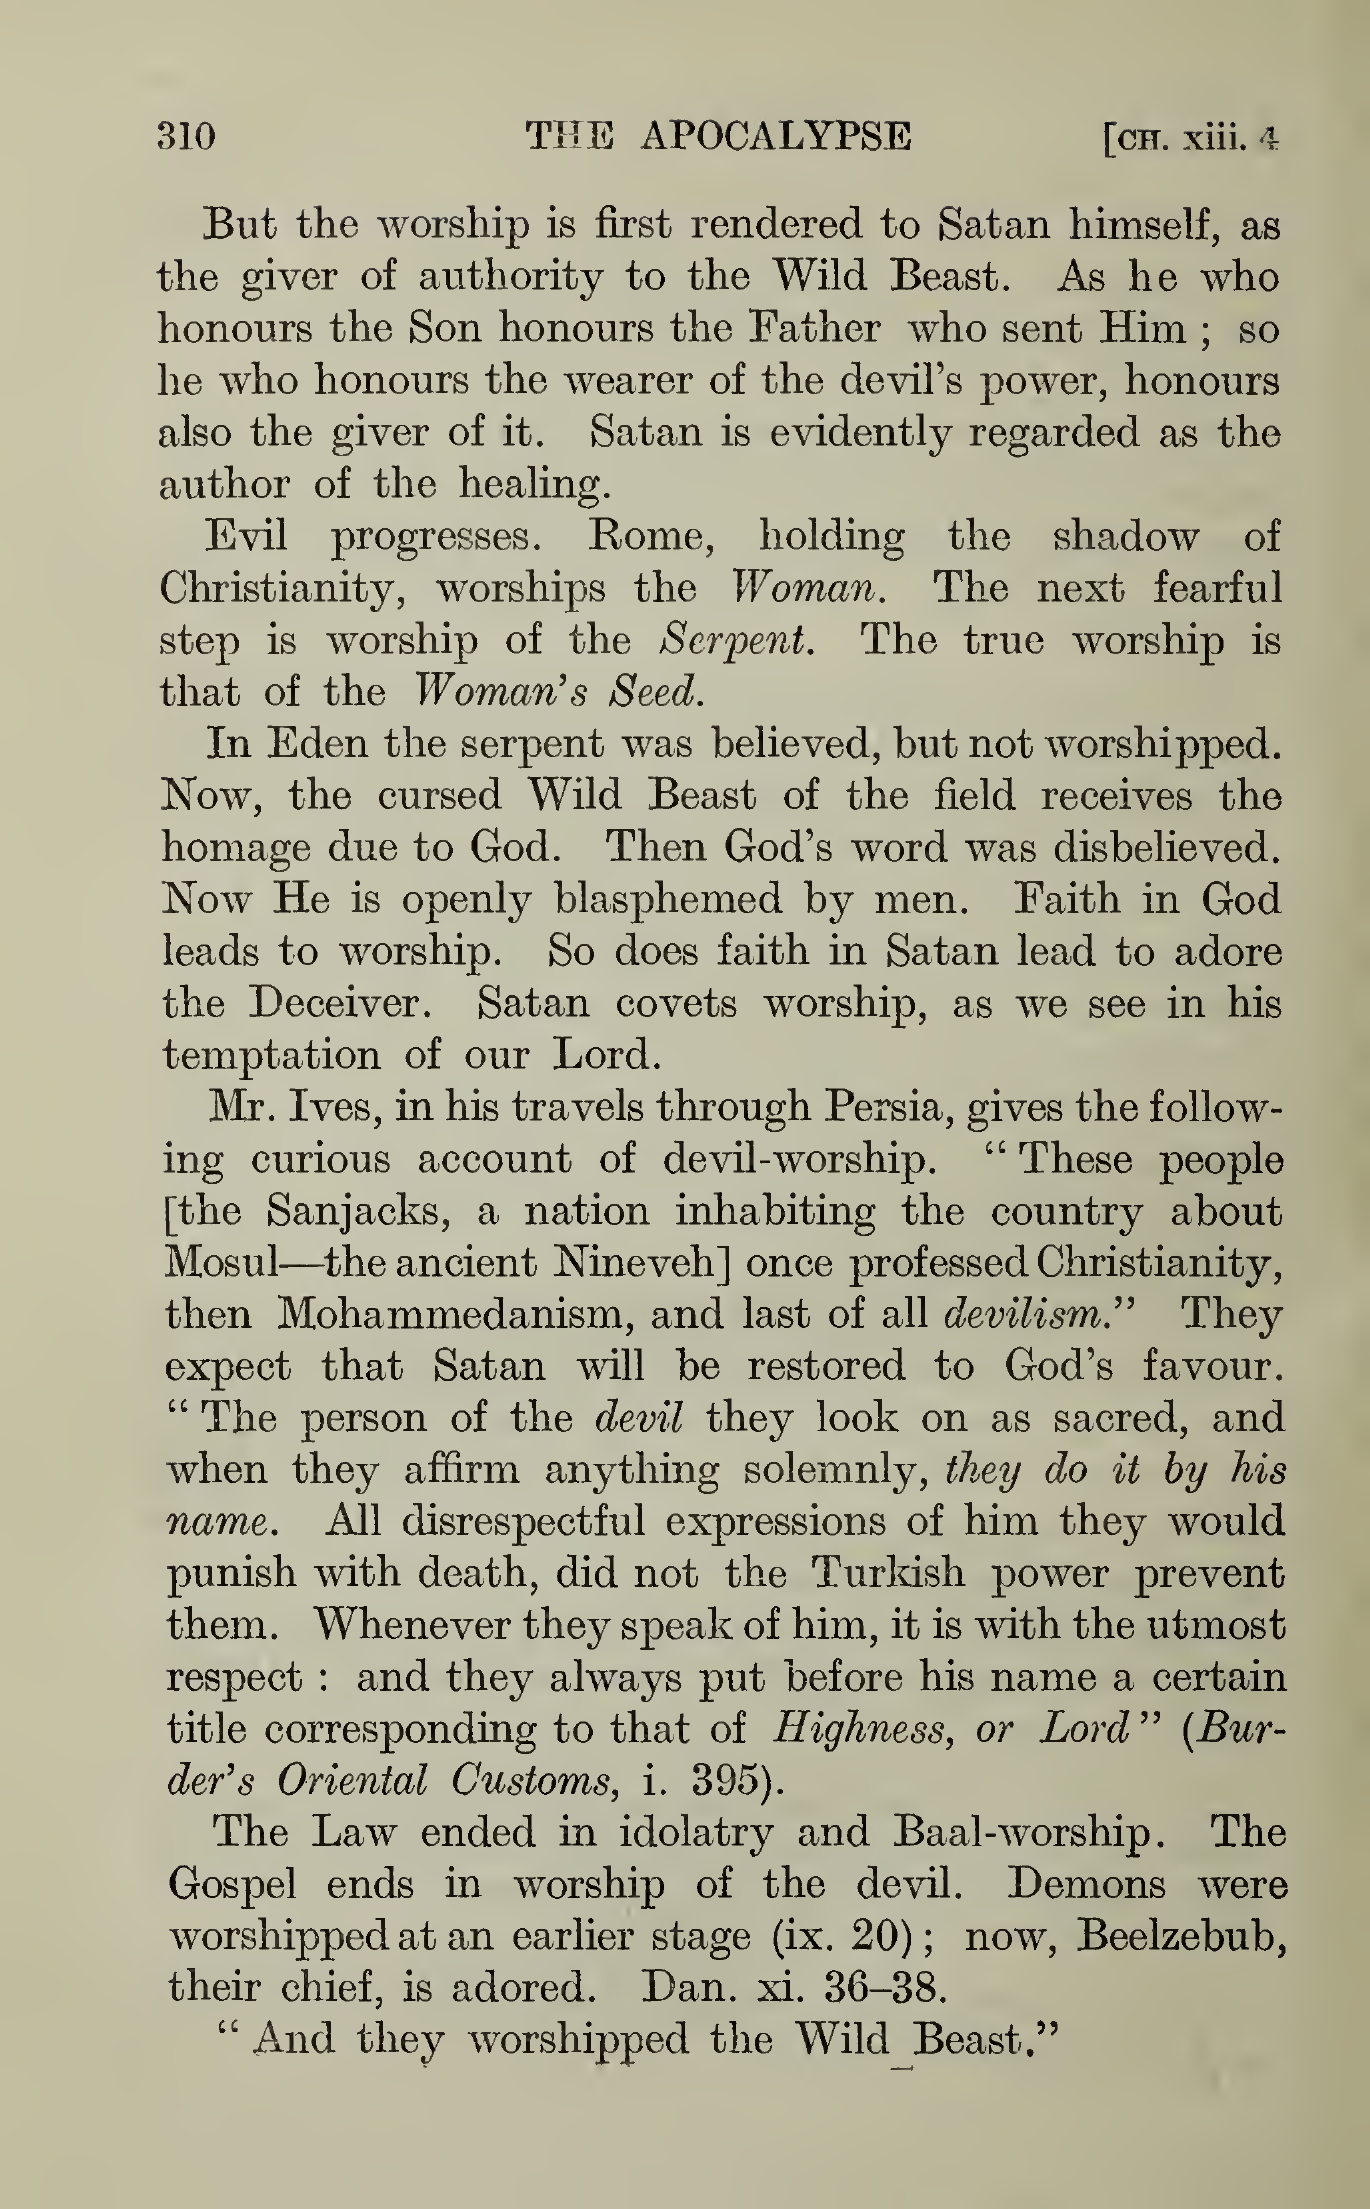 310 THE APOCALYPSE [CH. xiii. 4
But the worship is first rendered to Satan himself, as
the giver of authority to the Wild Beast. As he who
honours the Son honours the Father who sent Him ; so
he who honours the wearer of the devil's power, honours
also the giver of it. Satan is evidently regarded as the
author of the healing.
Evil progresses. Rome, holding the shadow of
Christianity, worships the Woman. The next fearful
step is worship of the Serpent. The true worship is
that of the Woman's Seed.
In Eden the serpent was believed, but not worshipped.
Now, the cursed Wild Beast of the field receives the
homage due to God. Then God's word was disbelieved.
Now He is openly blasphemed by men. Faith in God
leads to worship. So does faith in Satan lead to adore
the Deceiver. Satan covets worship, as we see in his
temptation of our Lord.
Mr. Ives, in his travels through Persia, gives the follow-
ing curious account of devil-worship. “ These people
[the Sanjacks, a nation inhabiting the country about
Mosul—the ancient Nineveh] once professed Christianity,
then Mohammedanism, and last of all devilism.” They
expect that Satan will be restored to God's favour.
“ The person of the devil they look on as sacred, and
when they affirm anything solemnly, they do it by his
name. All disrespectful expressions of him they would
punish with death, did not the Turkish power prevent
them. Whenever they speak of him, it is with the utmost
respect : and they always put before his name a certain
title corresponding to that of Highness, or Lord ” (Bur-
der's Oriental Customs, i. 395).
The Law ended in idolatry and Baal-worship. The
Gospel ends in worship of the devil. Demons were
worshipped at an earlier stage (ix. 20) ; now, Beelzebub,
their chief, is adored. Dan. xi. 36–38.
“ And they worshipped the Wild Beast.”